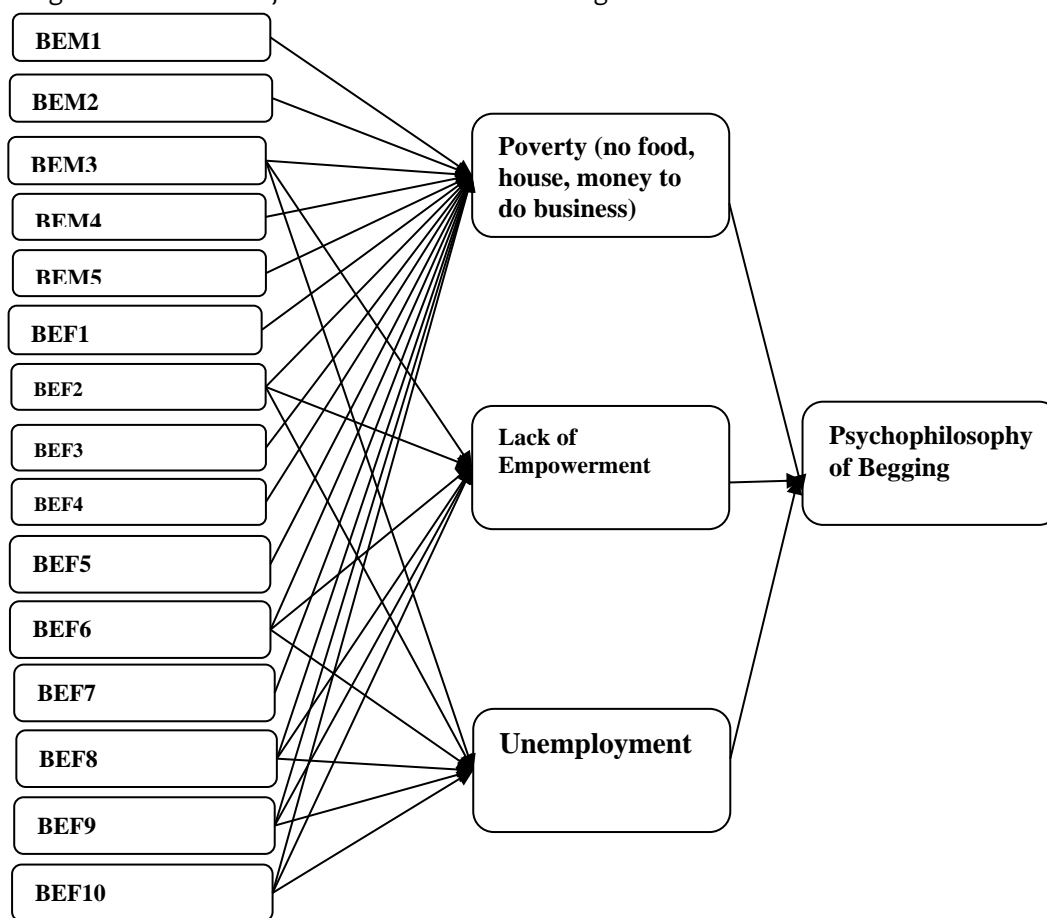 BEM1
BEM2
BEM3
BEM4
BEM5
BEF1
BEF2
BEF3
BEF4
BEF5
BEF6
BEF7
BEF8
BEF9
BEF10
Poverty (no food,
house, money to
do business)
Lack of
Empowerment
Unemployment
Psychophilosophy
of Begging